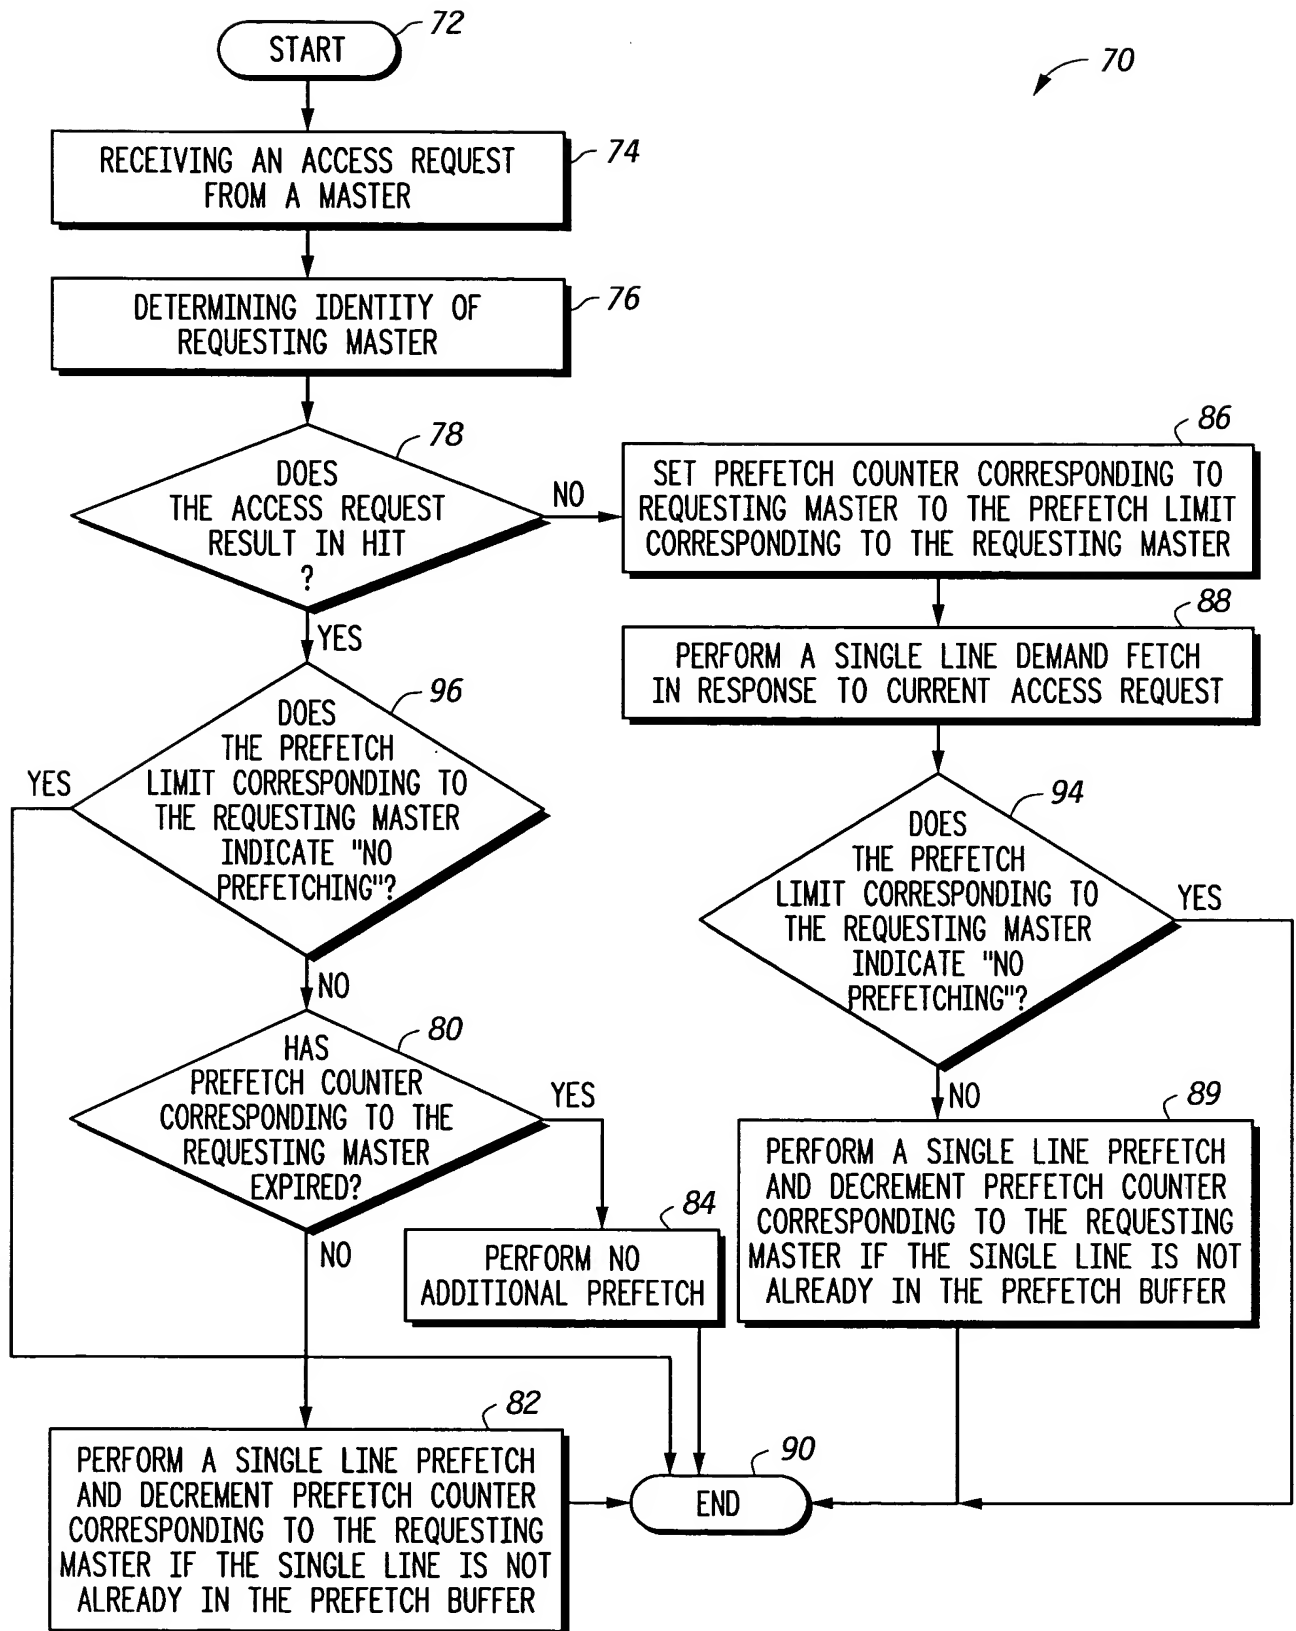 72
START
70
74
RECEIVING AN ACCESS REQUEST
FROM A MASTER
76
DETERMINING IDENTITY OF
REQUESTING MASTER
78
DOES
THE ACCESS REQUEST
RESULT IN HIT
?
NO
YES
86
SET PREFETCH COUNTER CORRESPONDING TO
REQUESTING MASTER TO THE PREFETCH LIMIT
CORRESPONDING TO THE REQUESTING MASTER
88
PERFORM A SINGLE LINE DEMAND FETCH
IN RESPONSE TO CURRENT ACCESS REQUEST
96
DOES
THE PREFETCH
LIMIT CORRESPONDING TO
THE REQUESTING MASTER
INDICATE "NO
PREFETCHING"?
YES
NO
94
DOES
THE PREFETCH
LIMIT CORRESPONDING TO
THE REQUESTING MASTER
INDICATE "NO
PREFETCHING"?
YES
NO
80
HAS
PREFETCH COUNTER
CORRESPONDING TO THE
REQUESTING MASTER
EXPIRED?
YES
NO
84
PERFORM NO
ADDITIONAL PREFETCH
89
PERFORM A SINGLE LINE PREFETCH
AND DECREMENT PREFETCH COUNTER
CORRESPONDING TO THE REQUESTING
MASTER IF THE SINGLE LINE IS NOT
ALREADY IN THE PREFETCH BUFFER
82
PERFORM A SINGLE LINE PREFETCH
AND DECREMENT PREFETCH COUNTER
CORRESPONDING TO THE REQUESTING
MASTER IF THE SINGLE LINE IS NOT
ALREADY IN THE PREFETCH BUFFER
90
END